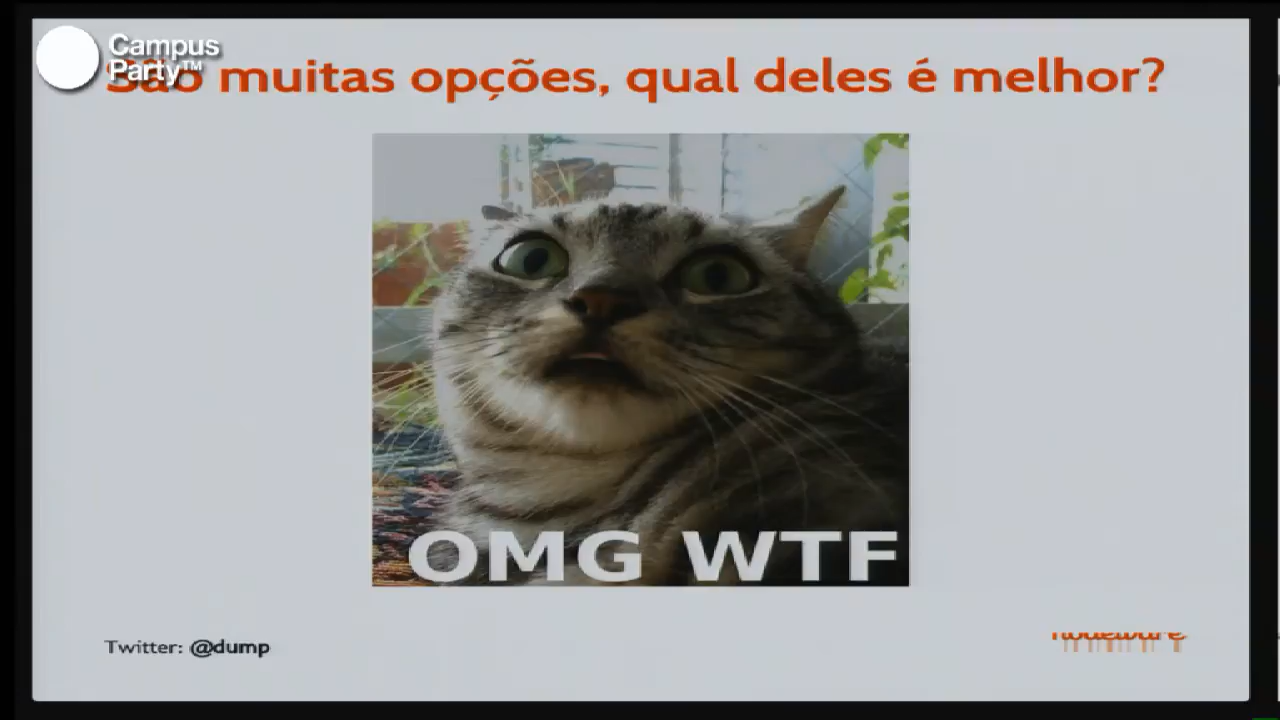 Campus
Party™
São muitas opções, qual deles é melhor?
OMG WTF
Twitter: @dump